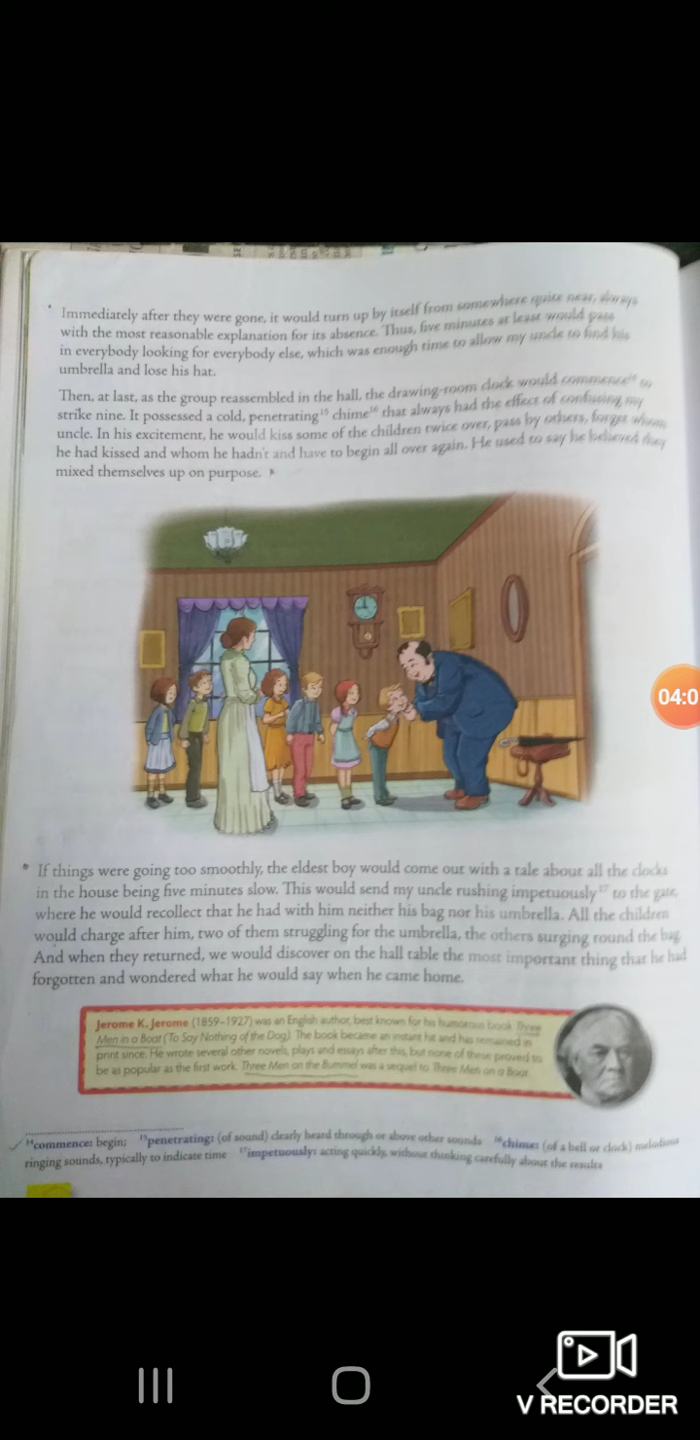 Immediately after they were gone, it would turn up by itself from somewhere quite near, always
with the most reasonable explanation for its absence. Thus, five minutes at least would pass
in everybody looking for everybody else, which was enough time to allow my uncle to find his
umbrella and lose his hat.
Then, at last, as the group reassembled in the hall, the drawing-room clock would commence¹⁴ to
strike nine. It possessed a cold, penetrating¹⁵ chime¹⁶ that always had the effect of confusing my
uncle. In his excitement, he would kiss some of the children twice over, pass by others, forget whom
he had kissed and whom he hadn't and have to begin all over again. He used to say he believed they
mixed themselves up on purpose.
04:0
If things were going too smoothly, the eldest boy would come out with a tale about all the clocks
in the house being five minutes slow. This would send my uncle rushing impetuously¹⁷ to the gate,
where he would recollect that he had with him neither his bag nor his umbrella. All the children
would charge after him, two of them struggling for the umbrella, the others surging round the bag.
And when they returned, we would discover on the hall table the most important thing that he had
forgotten and wondered what he would say when he came home.
Jerome K. Jerome (1859–1927) was an English author, best known for his humorous book Three
Men in a Boat (To Say Nothing of the Dog). The book became an instant hit and has remained in
print since. He wrote several other novels, plays and essays after this, but none of these proved to
be as popular as the first work. Three Men on the Bummel was a sequel to Three Men on a Boat.
¹⁴commence: begin; ¹⁵penetrating: (of sound) clearly heard through or above other sounds ¹⁶chime: (of a bell or clock) melodious
ringing sounds, typically to indicate time ¹⁷impetuously: acting quickly, without thinking carefully about the results
V RECORDER